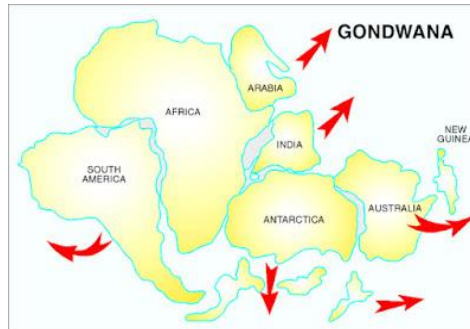 GONDWANA
ARABIA
AFRICA
INDIA
NEW
GUINEA
SOUTH
AMERICA
ANTARCTICA
AUSTRALIA